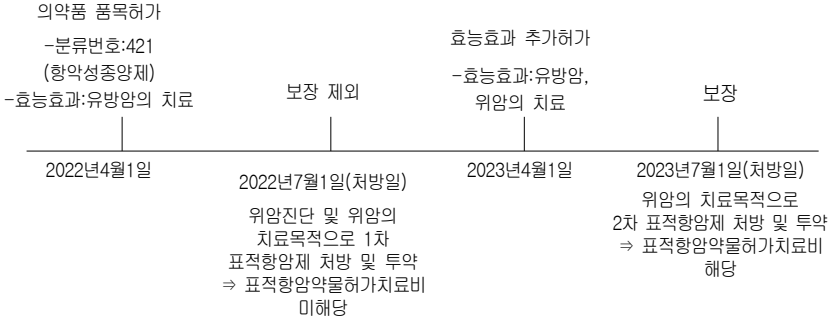 의약품 품목허가
-분류번호:421
(항악성종양제)
-효능효과:유방암의 치료
보장 제외
효능효과 추가허가
-효능효과:유방암,
위암의 치료
보장
2022년4월1일
2022년7월1일(처방일)
위암진단 및 위암의
치료목적으로 1차
표적항암제 처방 및 투약
⇒ 표적항암약물허가치료비
미해당
2023년4월1일
2023년7월1일(처방일)
위암의 치료목적으로
2차 표적항암제 처방 및 투약
⇒ 표적항암약물허가치료비
해당